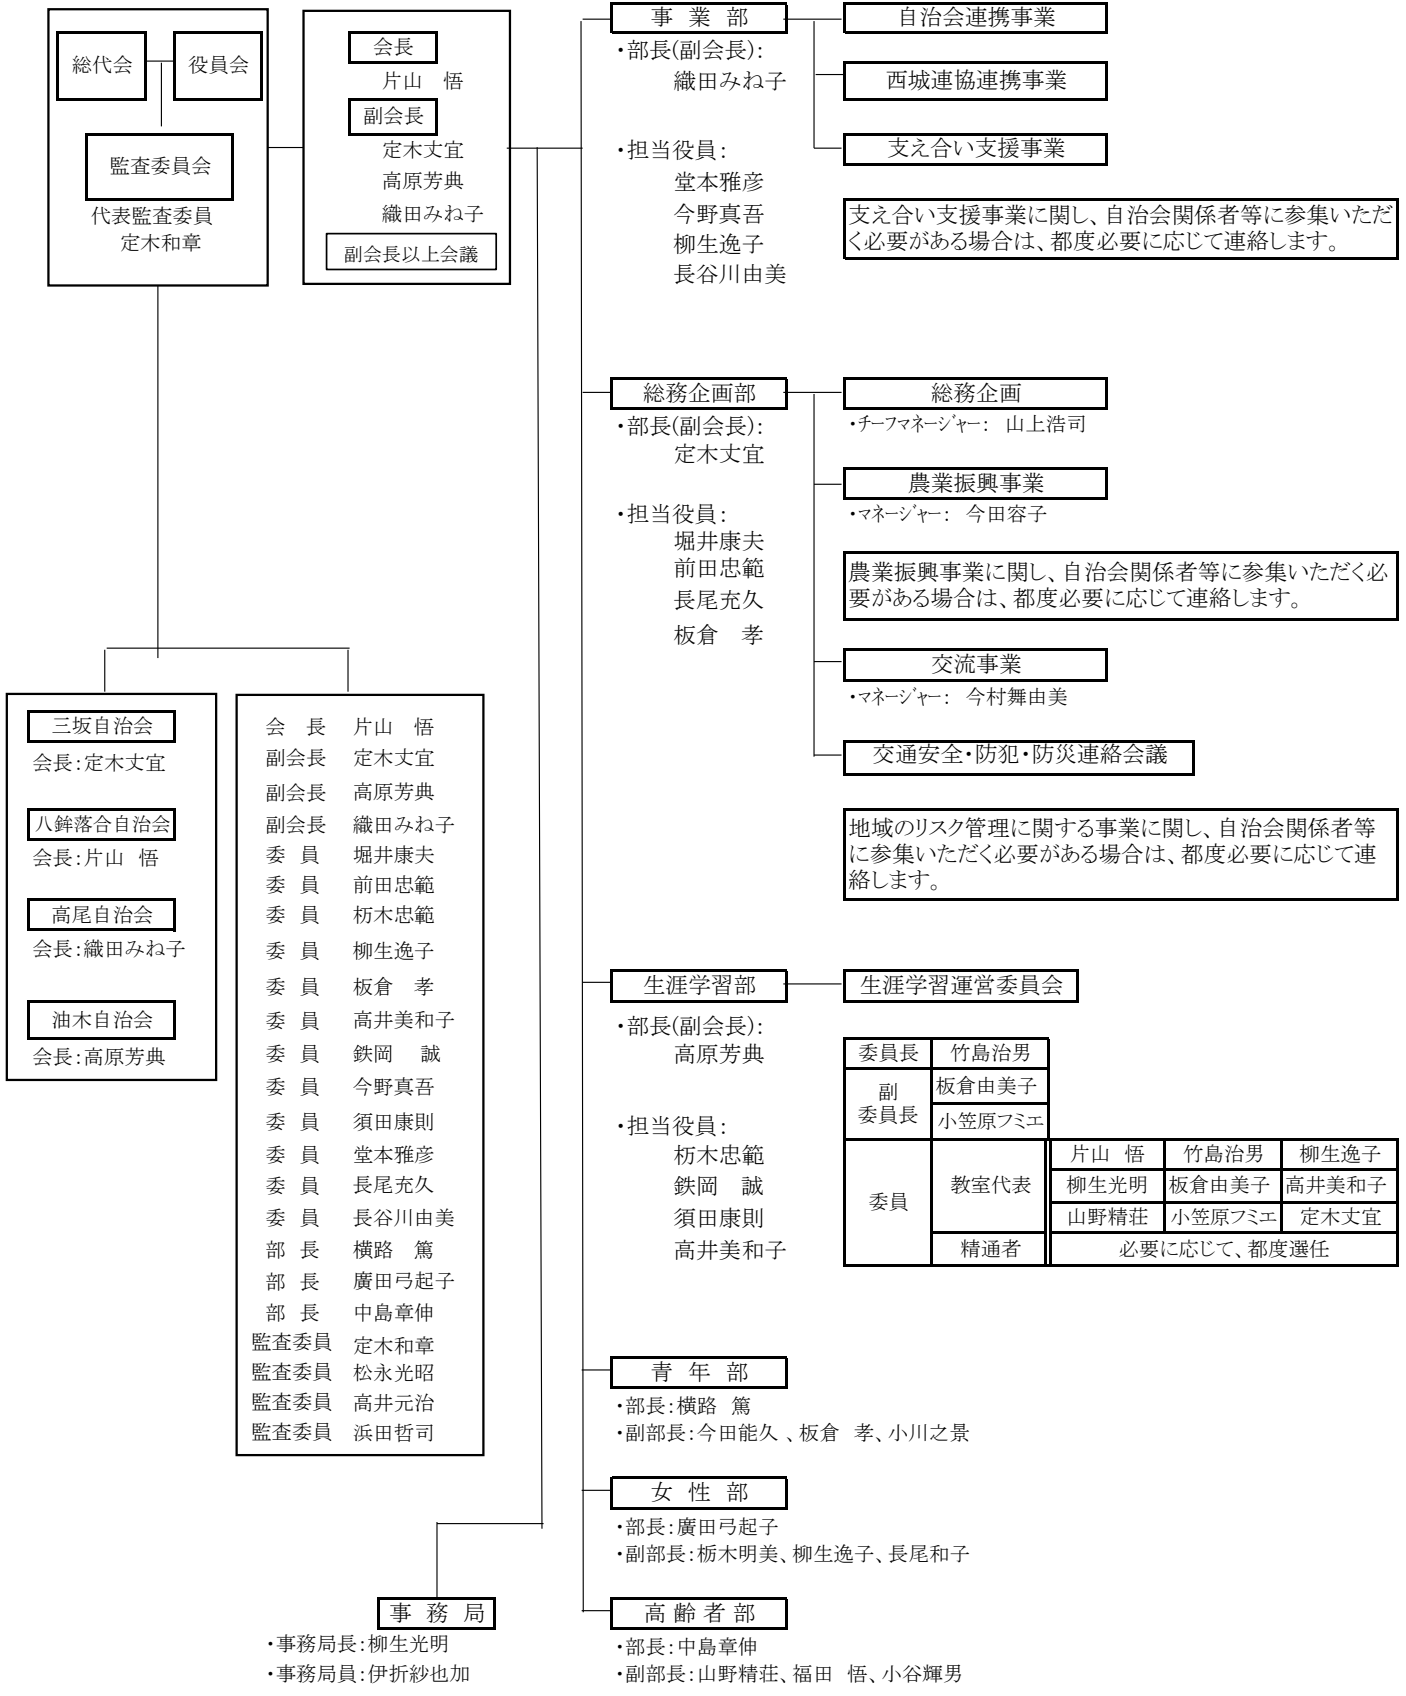 総代会
役員会
監査委員会
代表監査委員
定木和章
会長
片山　悟
副会長
定木丈宜
高原芳典
織田みね子
副会長以上会議
事　業　部
・部長(副会長)：
織田みね子
・担当役員：
堂本雅彦
今野真吾
柳生逸子
長谷川由美
自治会連携事業
西城連協連携事業
支え合い支援事業
支え合い支援事業に関し、自治会関係者等に参集いただ
く必要がある場合は、都度必要に応じて連絡します。
総務企画部
・部長(副会長)：
定木丈宜
・担当役員：
堀井康夫
前田忠範
長尾充久
板倉　孝
総務企画
・チーフマネージャー：　山上浩司
農業振興事業
・マネージャー：　今田容子
農業振興事業に関し、自治会関係者等に参集いただく必
要がある場合は、都度必要に応じて連絡します。
交流事業
・マネージャー：　今村舞由美
交通安全・防犯・防災連絡会議
地域のリスク管理に関する事業に関し、自治会関係者等
に参集いただく必要がある場合は、都度必要に応じて連
絡します。
三坂自治会
会長：定木丈宜
八鉾落合自治会
会長：片山　悟
高尾自治会
会長：織田みね子
油木自治会
会長：高原芳典
会　長　片山　悟
副会長　定木丈宜
副会長　高原芳典
副会長　織田みね子
委　員　堀井康夫
委　員　前田忠範
委　員　杤木忠範
委　員　柳生逸子
委　員　板倉　孝
委　員　高井美和子
委　員　鉄岡　誠
委　員　今野真吾
委　員　須田康則
委　員　堂本雅彦
委　員　長尾充久
委　員　長谷川由美
部　長　横路　篤
部　長　廣田弓起子
部　長　中島章伸
監査委員　定木和章
監査委員　松永光昭
監査委員　高井元治
監査委員　浜田哲司
生涯学習部
・部長(副会長)：
高原芳典
・担当役員：
杤木忠範
鉄岡　誠
須田康則
高井美和子
生涯学習運営委員会
委員長　竹島治男
副
委員長
板倉由美子
小笠原フミエ
委員
教室代表
片山　悟　竹島治男　柳生逸子
柳生光明　板倉由美子　高井美和子
山野精荘　小笠原フミエ　定木丈宜
精通者　必要に応じて、都度選任
青　年　部
・部長：横路　篤
・副部長：今田能久 、板倉　孝、小川之景
女　性　部
・部長：廣田弓起子
・副部長：栃木明美、柳生逸子、長尾和子
事　務　局
・事務局長：柳生光明
・事務局員：伊折紗也加
高 齢 者 部
・部長：中島章伸
・副部長：山野精荘、福田　悟、小谷輝男